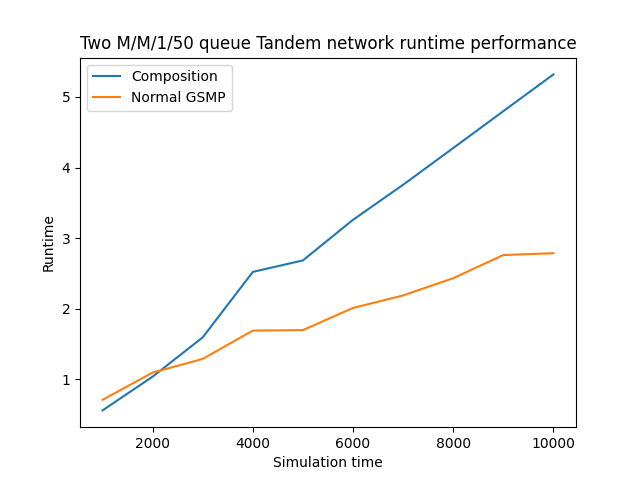 Two M/M/1/50 queue Tandem network runtime performance
Composition
Normal GSMP
5
4
3
2
1
Runtime
2000
4000
6000
8000
10000
Simulation time